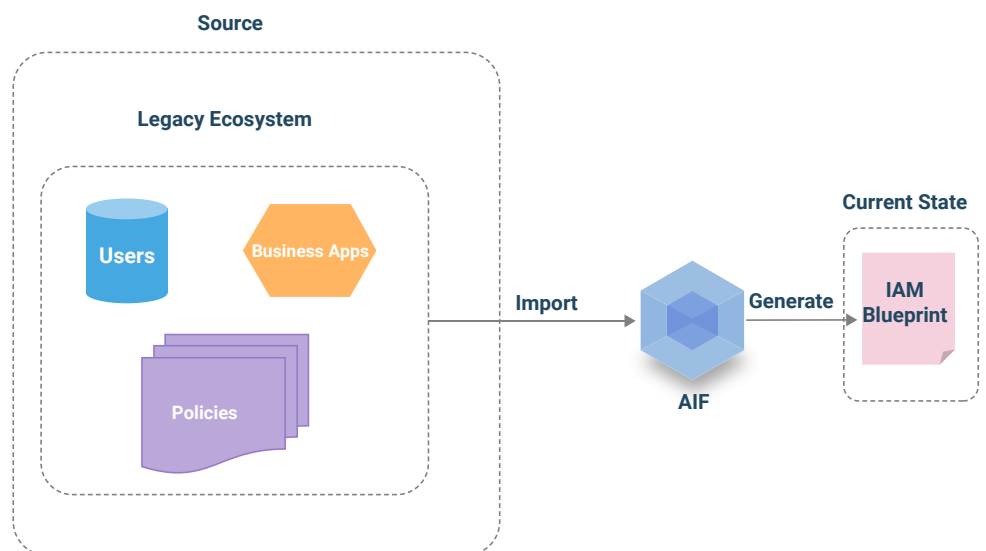 Source
Legacy Ecosystem
Users
Business Apps
Policies
Import
AIF
Generate
Current State
IAM
Blueprint